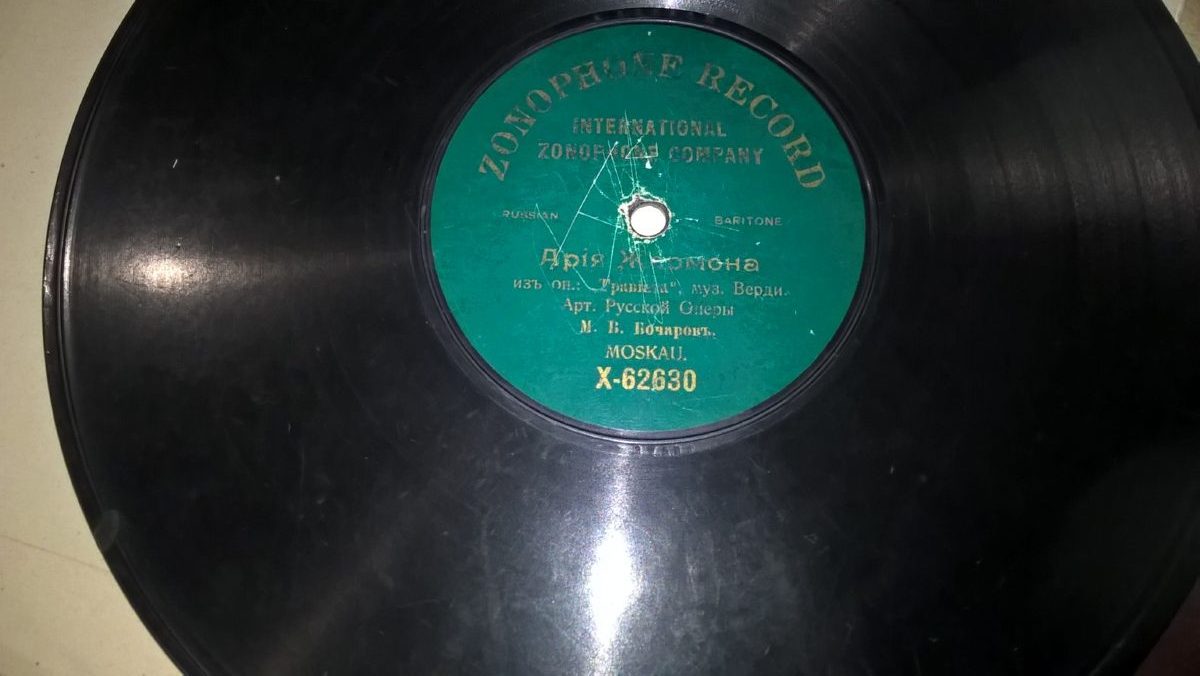 ZONOPHONE RECORD
INTERNATIONAL
ZONOPHONE COMPANY
RUSSIAN BARITONE
Арія Жермона
изъ оп.: "Травіата", муз. Верди.
Арт. Русской Оперы
М. В. Бочаровъ.
MOSKAU.
X-62630